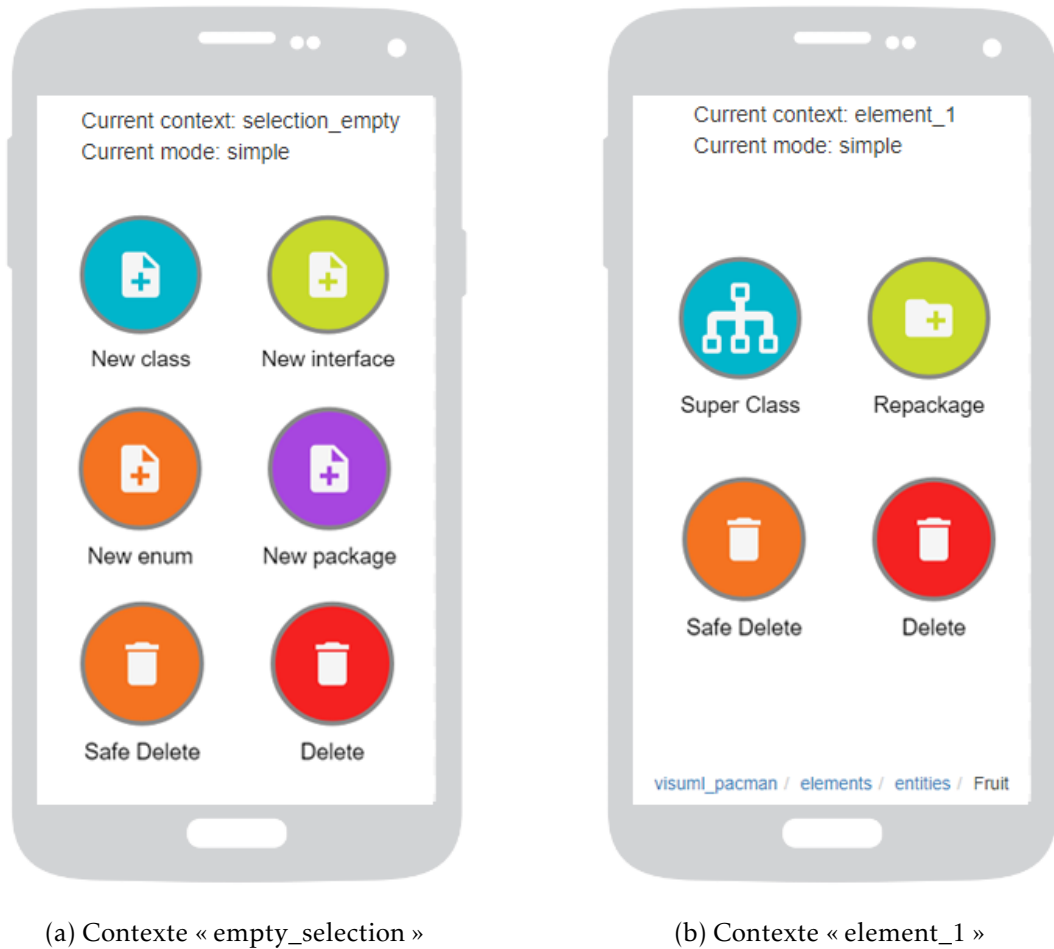 Current context: selection_empty
Current mode: simple
New class
New interface
New enum
New package
Safe Delete
Delete
(a) Contexte « empty_selection »
Current context: element_1
Current mode: simple
Super Class
Repackage
Safe Delete
Delete
visuml_pacman / elements / entities / Fruit
(b) Contexte « element_1 »